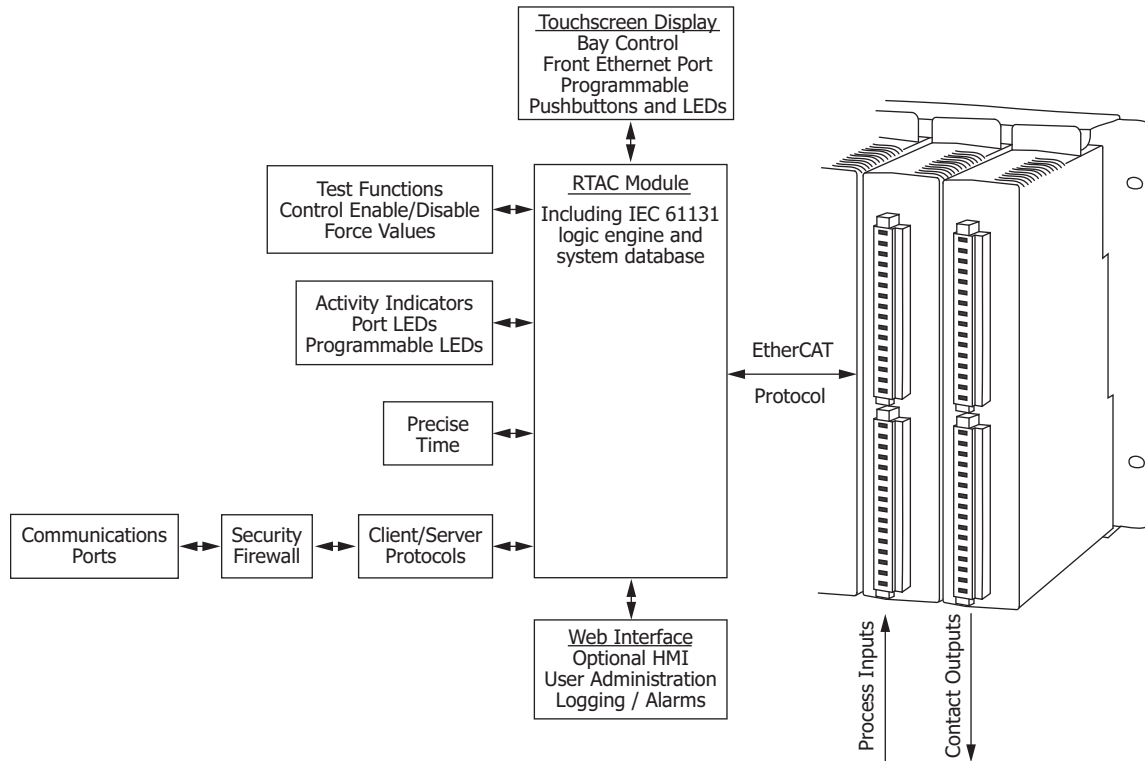 Touchscreen Display
Bay Control
Front Ethernet Port
Programmable
Pushbuttons and LEDs
Test Functions
Control Enable/Disable
Force Values
RTAC Module
Including IEC 61131
logic engine and
system database
Activity Indicators
Port LEDs
Programmable LEDs
EtherCAT
Protocol
Precise
Time
Communications
Ports
Security
Firewall
Client/Server
Protocols
Web Interface
Optional HMI
User Administration
Logging / Alarms
Process Inputs
Contact Outputs